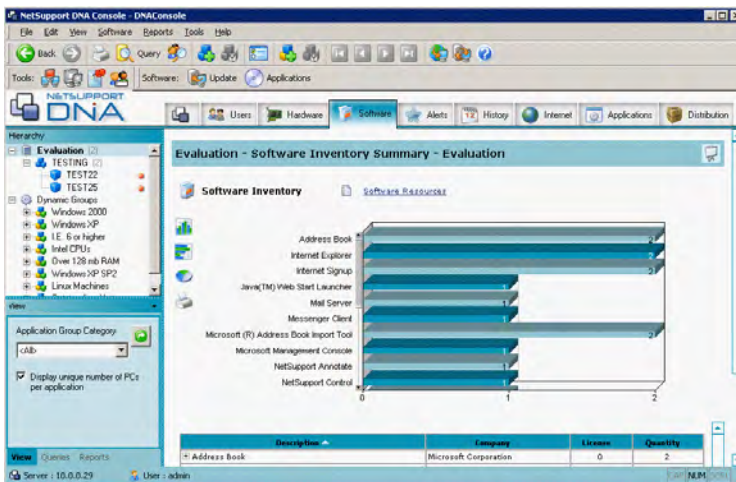 NetSupport DNA Console - DNAConsole
File Edit View Software Reports Tools Help
Back Query
Tools: Software: Update Applications
NETSUPPORT
DNA
Users Hardware Software Alerts History Internet Applications Distribution
Hierarchy
Evaluation [2]
TESTING [2]
TEST22
TEST25
Dynamic Groups
Windows 2000
Windows XP
I.E. 6 or higher
Intel CPUs
Over 128 mb RAM
Windows XP SP2
Linux Machines
View
Application Group Category
<All>
Display unique number of PCs
per application
View Queries Reports
Evaluation - Software Inventory Summary - Evaluation
Software Inventory Software Resources
Address Book 2
Internet Explorer 2
Internet Signup 2
Java(TM) Web Start Launcher 1
Mail Server 1
Messenger Client 1
Microsoft (R) Address Book Import Tool 2
Microsoft Management Console 1
NetSupport Annotate 1
NetSupport Control 1
0 1 2
Description Company License Quantity
Address Book Microsoft Corporation 0 2
Server : 10.0.0.29 User : admin CAP NUM SCRL